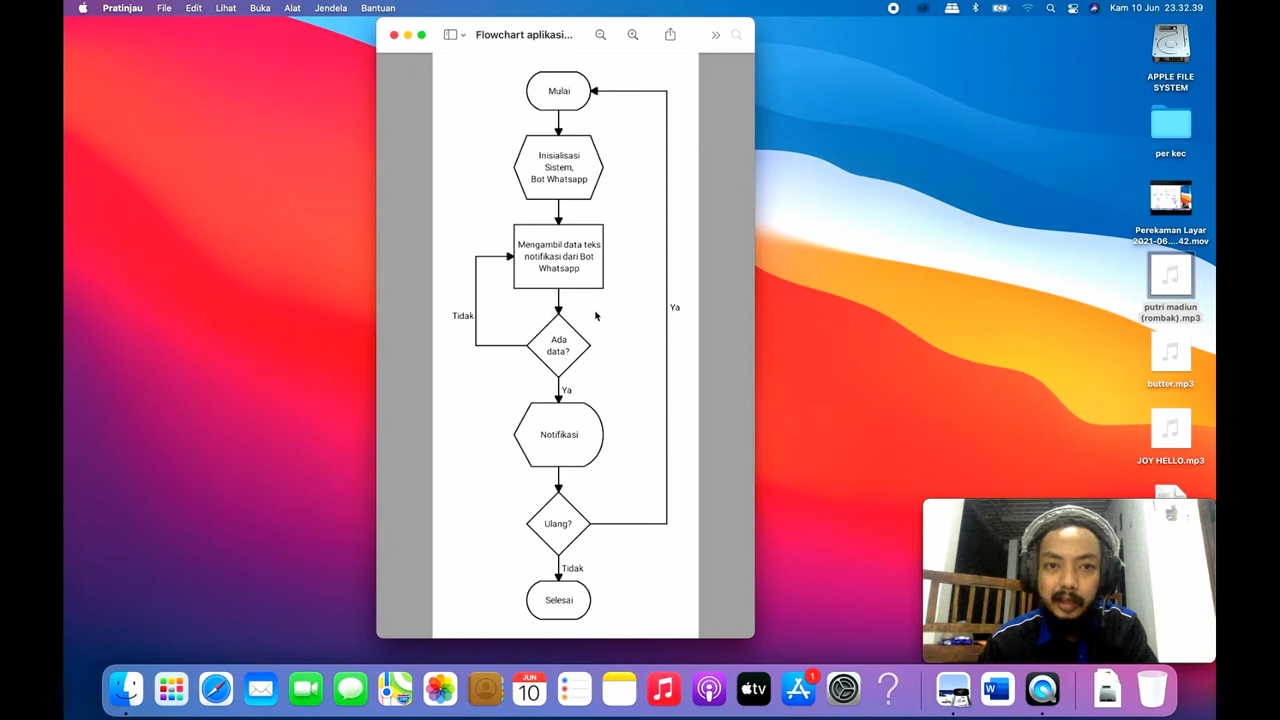 Pratinjau File Edit Lihat Buka Alat Jendela Bantuan
Kam 10 Jun 23.32.39
Flowchart aplikasi...
Mulai
Inisialisasi
Sistem,
Bot Whatsapp
Mengambil data teks
notifikasi dari Bot
Whatsapp
Tidak
Ya
Ada
data?
Ya
Notifikasi
Ulang?
Tidak
Selesai
APPLE FILE
SYSTEM
per kec
Perekaman Layar
2021-06....42.mov
putri madiun
(rombak).mp3
butter.mp3
JOY HELLO.mp3
JUN
10
tv
1
?
W